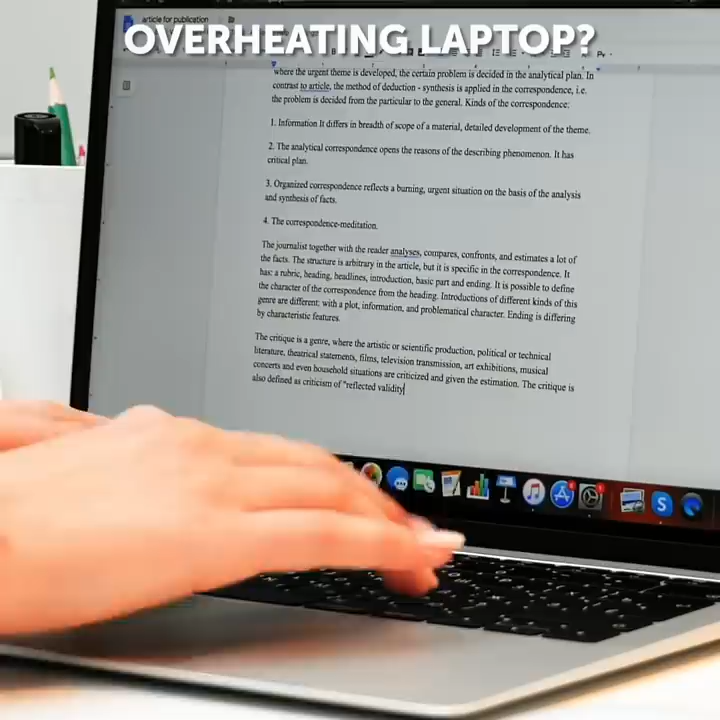 article for publication
OVERHEATING LAPTOP?
where the urgent theme is developed, the certain problem is decided in the analytical plan. In
contrast to article, the method of deduction - synthesis is applied in the correspondence, i.e.
the problem is decided from the particular to the general. Kinds of the correspondence:
1. Information It differs in breadth of scope of a material, detailed development of the theme.
2. The analytical correspondence opens the reasons of the describing phenomenon. It has
critical plan.
3. Organized correspondence reflects a burning, urgent situation on the basis of the analysis
and synthesis of facts.
4. The correspondence-meditation.
The journalist together with the reader analyses, compares, confronts, and estimates a lot of
the facts. The structure is arbitrary in the article, but it is specific in the correspondence. It
has: a rubric, heading, headlines, introduction, basic part and ending. It is possible to define
the character of the correspondence from the heading. Introductions of different kinds of this
genre are different: with a plot, information, and problematical character. Ending is differing
by characteristic features.
The critique is a genre, where the artistic or scientific production, political or technical
literature, theatrical statements, films, television transmission, art exhibitions, musical
concerts and even household situations are criticized and given the estimation. The critique is
also defined as criticism of "reflected validity